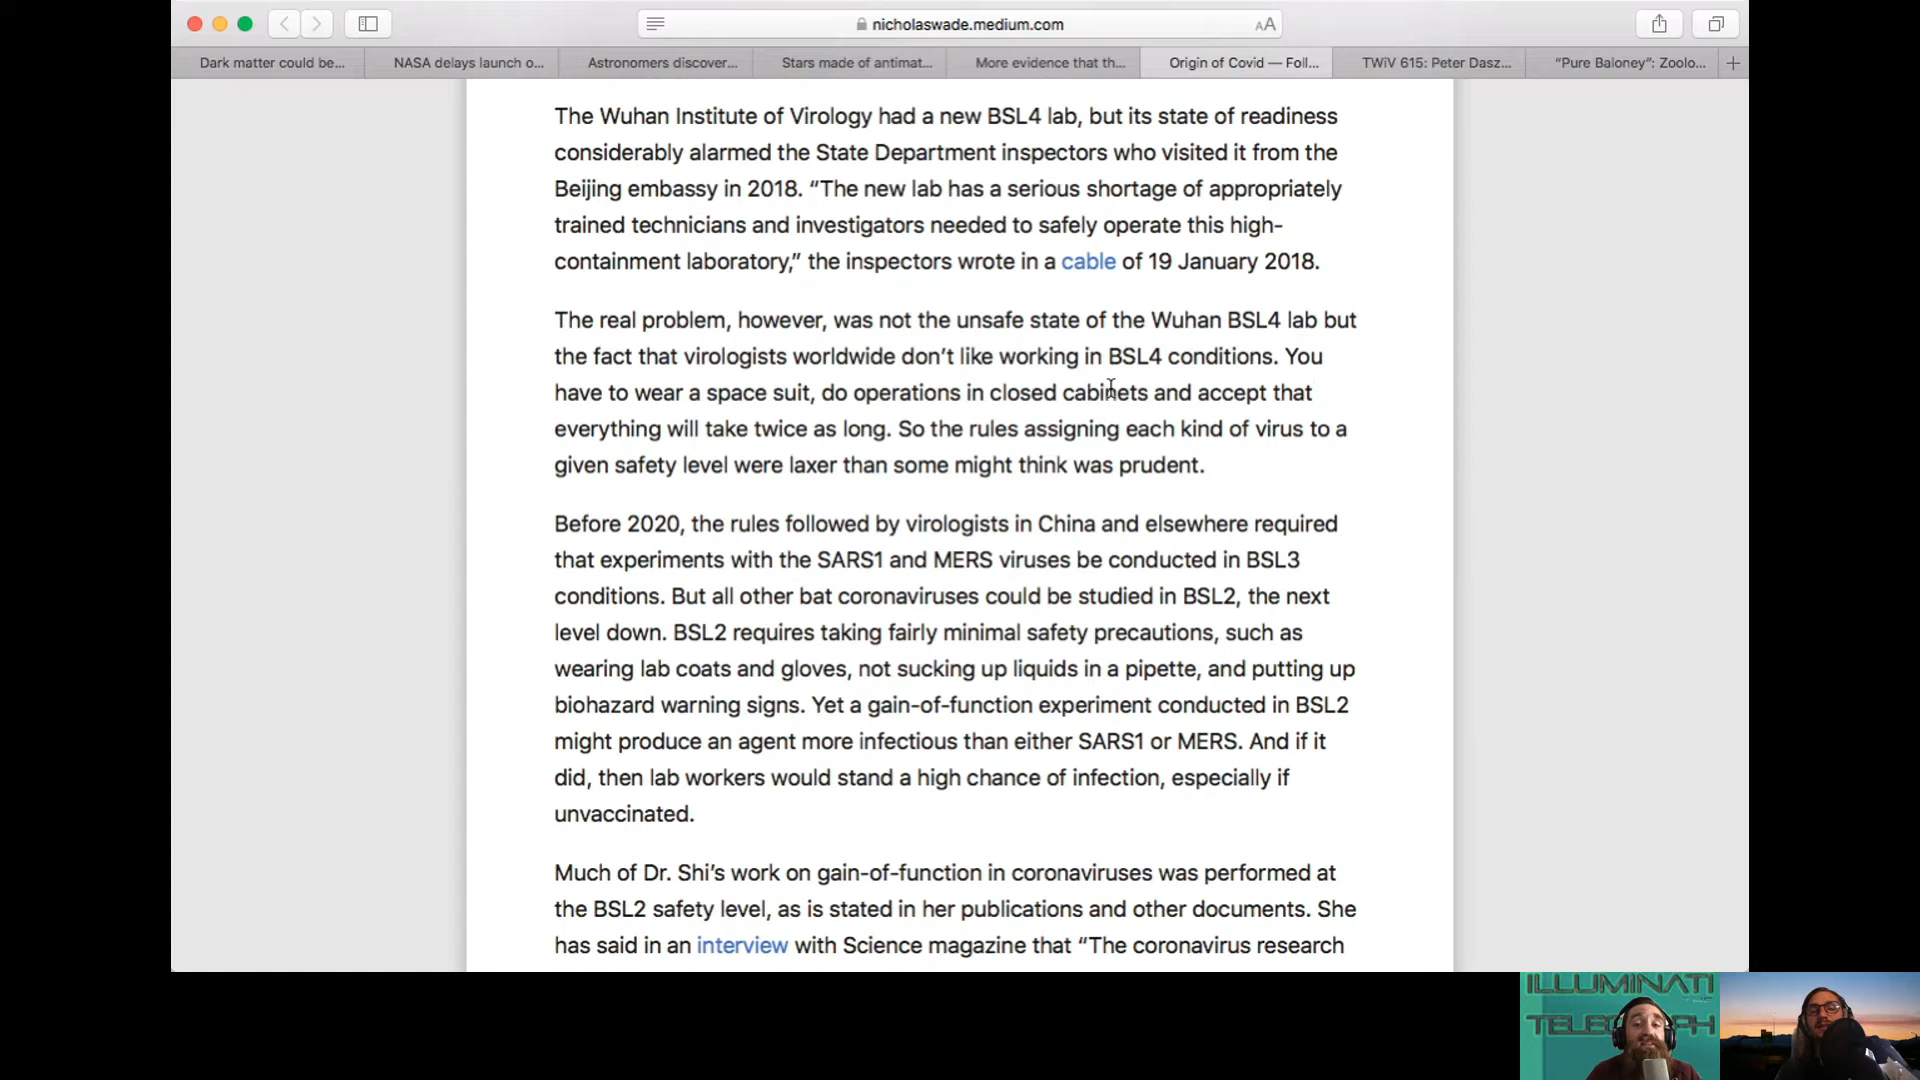 nicholaswade.medium.com
AA
Dark matter could be...
NASA delays launch o...
Astronomers discover...
Stars made of antimat...
More evidence that th...
Origin of Covid — Foll...
TWiV 615: Peter Dasz...
“Pure Baloney”: Zoolo...
The Wuhan Institute of Virology had a new BSL4 lab, but its state of readiness
considerably alarmed the State Department inspectors who visited it from the
Beijing embassy in 2018. “The new lab has a serious shortage of appropriately
trained technicians and investigators needed to safely operate this high-
containment laboratory,” the inspectors wrote in a cable of 19 January 2018.
The real problem, however, was not the unsafe state of the Wuhan BSL4 lab but
the fact that virologists worldwide don’t like working in BSL4 conditions. You
have to wear a space suit, do operations in closed cabinets and accept that
everything will take twice as long. So the rules assigning each kind of virus to a
given safety level were laxer than some might think was prudent.
Before 2020, the rules followed by virologists in China and elsewhere required
that experiments with the SARS1 and MERS viruses be conducted in BSL3
conditions. But all other bat coronaviruses could be studied in BSL2, the next
level down. BSL2 requires taking fairly minimal safety precautions, such as
wearing lab coats and gloves, not sucking up liquids in a pipette, and putting up
biohazard warning signs. Yet a gain-of-function experiment conducted in BSL2
might produce an agent more infectious than either SARS1 or MERS. And if it
did, then lab workers would stand a high chance of infection, especially if
unvaccinated.
Much of Dr. Shi’s work on gain-of-function in coronaviruses was performed at
the BSL2 safety level, as is stated in her publications and other documents. She
has said in an interview with Science magazine that “The coronavirus research
ILLUMINATI